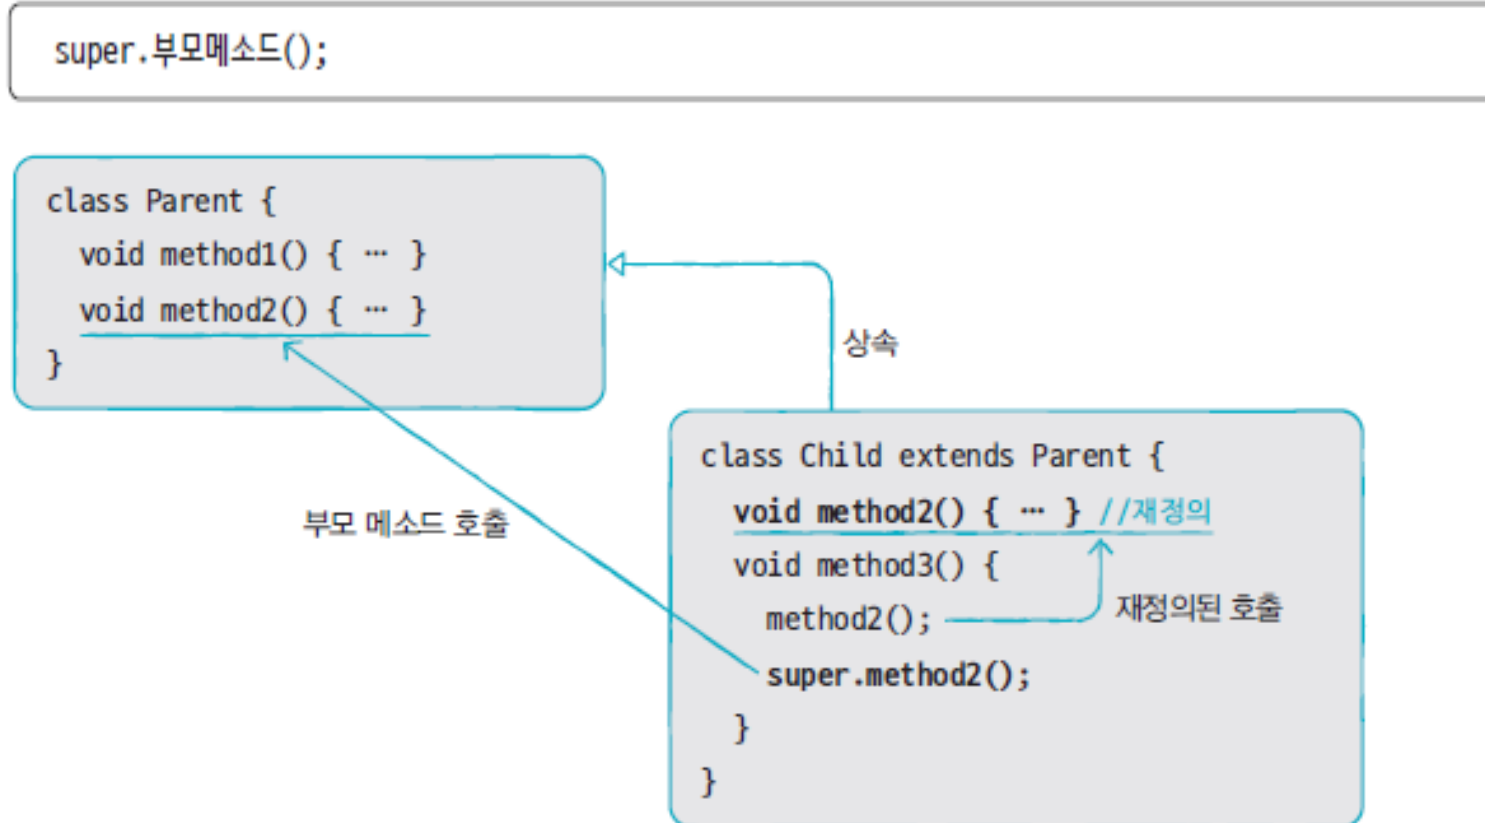 super.부모메소드();
class Parent {
void method1() { … }
void method2() { … }
}
상속
부모 메소드 호출
class Child extends Parent {
void method2() { … } //재정의
void method3() {
method2();
재정의된 호출
super.method2();
}
}